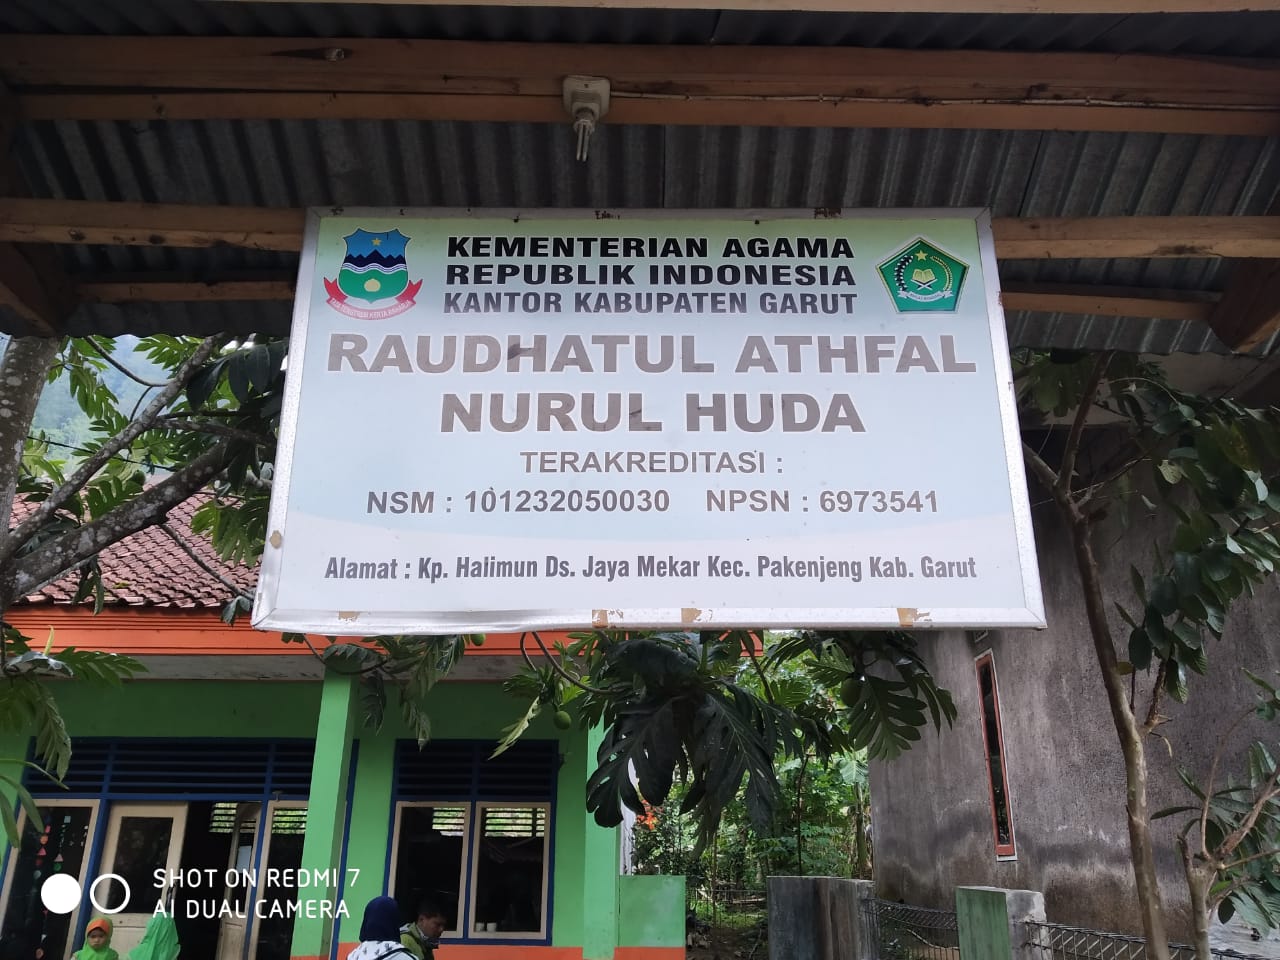 KEMENTERIAN AGAMA
REPUBLIK INDONESIA
KANTOR KABUPATEN GARUT
RAUDHATUL ATHFAL
NURUL HUDA
TERAKREDITASI :
NSM : 101232050030 NPSN : 6973541
Alamat : Kp. Halimun Ds. Jaya Mekar Kec. Pakenjeng Kab. Garut
SHOT ON REDMI 7
AI DUAL CAMERA